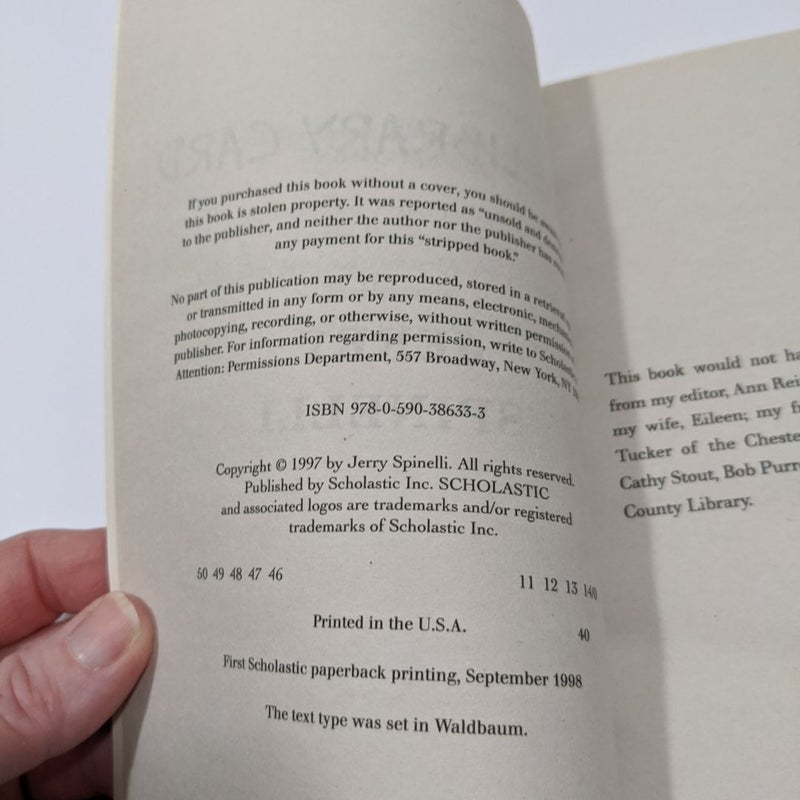 LIBRARY CARD
If you purchased this book without a cover, you should be
this book is stolen property. It was reported as "unsold and
to the publisher, and neither the author nor the publisher has
any payment for this "stripped book."
No part of this publication may be reproduced, stored in a
or transmitted in any form or by any means, electronic,
photocopying, recording, or otherwise, without written permission
publisher. For information regarding permission, write to
Attention: Permissions Department, 557 Broadway, New York, NY
ISBN 978-0-590-38633-3
Copyright © 1997 by Jerry Spinelli. All rights reserved.
Published by Scholastic Inc. SCHOLASTIC
and associated logos are trademarks and/or registered
trademarks of Scholastic Inc.
50 49 48 47 46 11 12 13 14/0
Printed in the U.S.A. 40
First Scholastic paperback printing, September 1998
The text type was set in Waldbaum.
This book would not
from my editor, Ann
my wife, Eileen; my
Tucker of the
Cathy Stout, Bob
County Library.